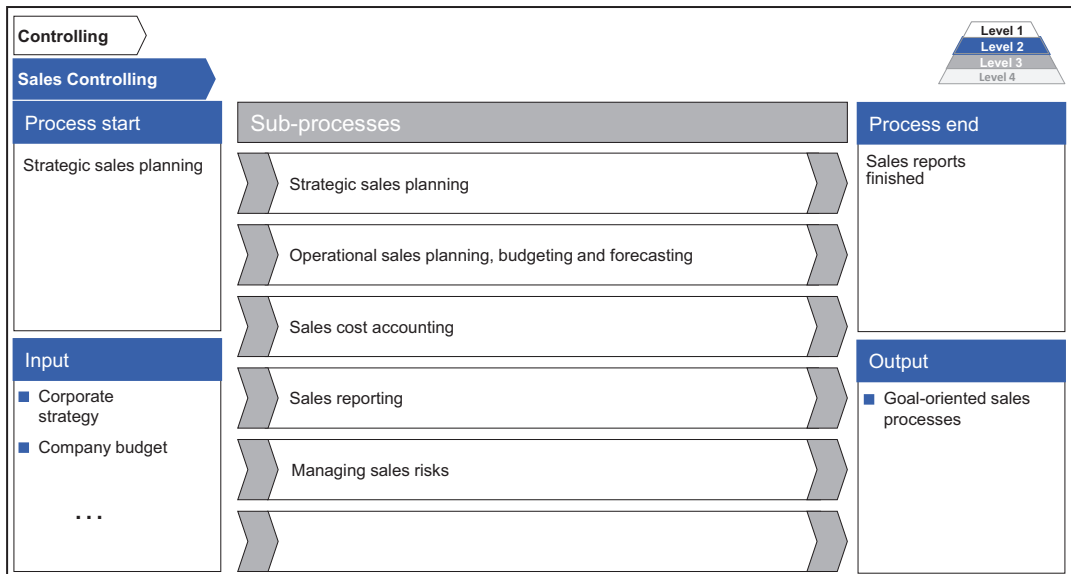 Controlling
Sales Controlling
Level 1
Level 2
Level 3
Level 4
Process start
Strategic sales planning
Input
Corporate
strategy
Company budget
...
Sub-processes
Strategic sales planning
Operational sales planning, budgeting and forecasting
Sales cost accounting
Sales reporting
Managing sales risks
Process end
Sales reports
finished
Output
Goal-oriented sales
processes